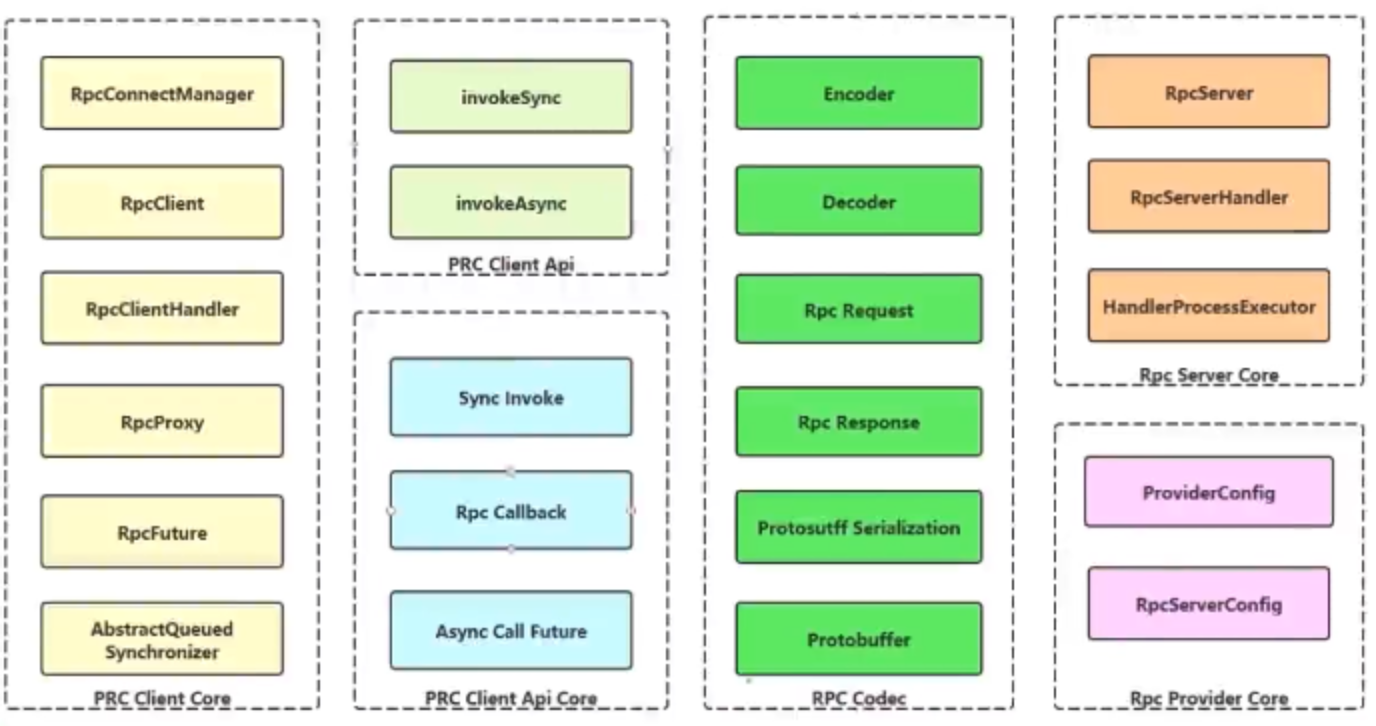 RpcConnectManager
RpcClient
RpcClientHandler
RpcProxy
RpcFuture
AbstractQueued
Synchronizer
PRC Client Core
invokeSync
invokeAsync
PRC Client Api
Sync Invoke
Rpc Callback
Async Call Future
PRC Client Api Core
Encoder
Decoder
Rpc Request
Rpc Response
Protosutff Serialization
Protobuffer
RPC Codec
RpcServer
RpcServerHandler
HandlerProcessExecutor
Rpc Server Core
ProviderConfig
RpcServerConfig
Rpc Provider Core